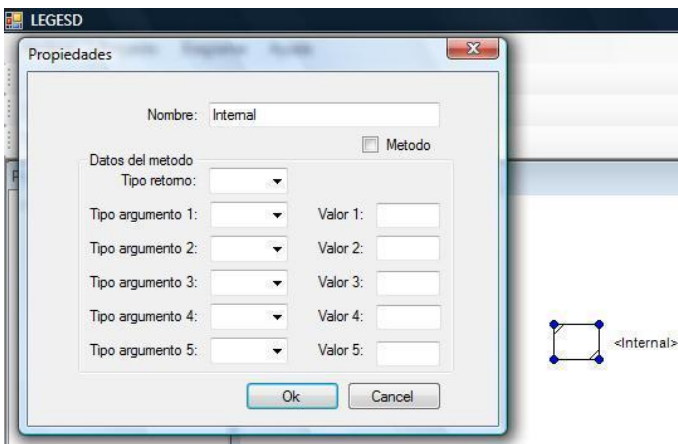 LEGESD
Propiedades
Nombre: Internal
Metodo
Datos del metodo
Tipo retorno:
Tipo argumento 1: Valor 1:
Tipo argumento 2: Valor 2:
Tipo argumento 3: Valor 3:
Tipo argumento 4: Valor 4:
Tipo argumento 5: Valor 5:
<Internal>
Ok Cancel